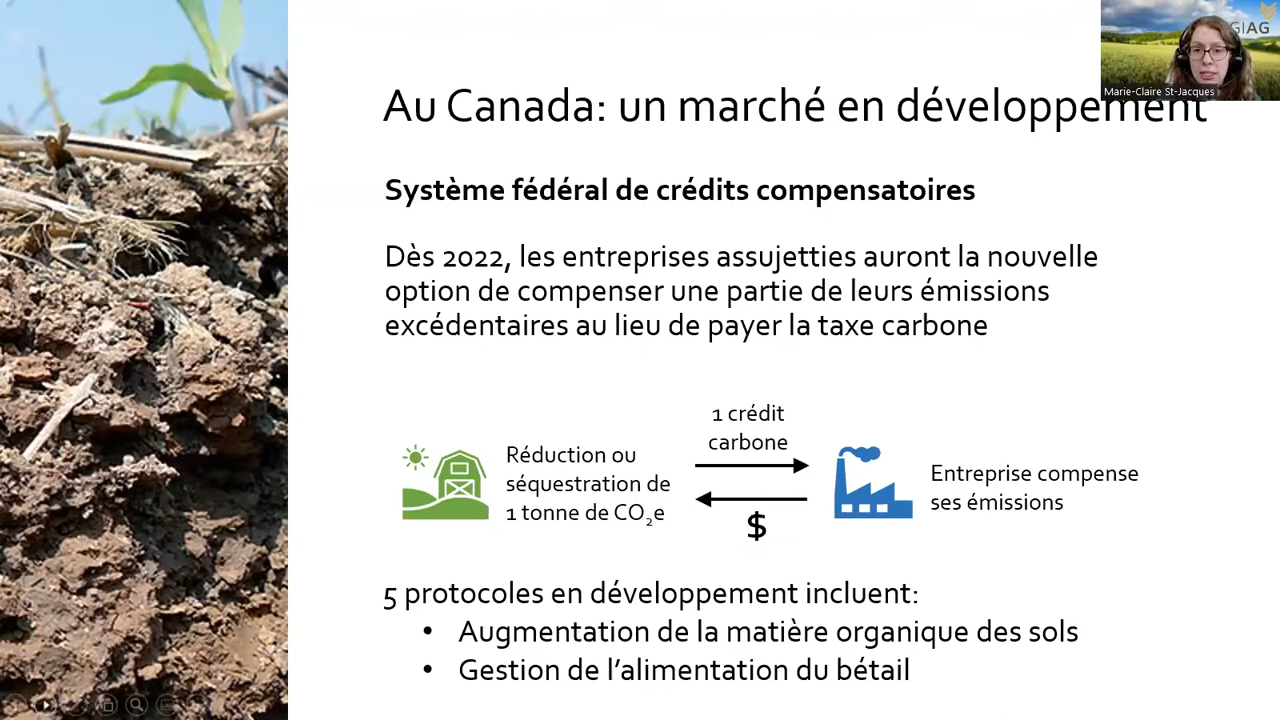 GIAG
Marie-Claire St-Jacques
Au Canada: un marché en développement
Système fédéral de crédits compensatoires
Dès 2022, les entreprises assujetties auront la nouvelle
option de compenser une partie de leurs émissions
excédentaires au lieu de payer la taxe carbone
1 crédit
carbone
Réduction ou
séquestration de
1 tonne de CO₂e
$
Entreprise compense
ses émissions
5 protocoles en développement incluent:
• Augmentation de la matière organique des sols
• Gestion de l'alimentation du bétail